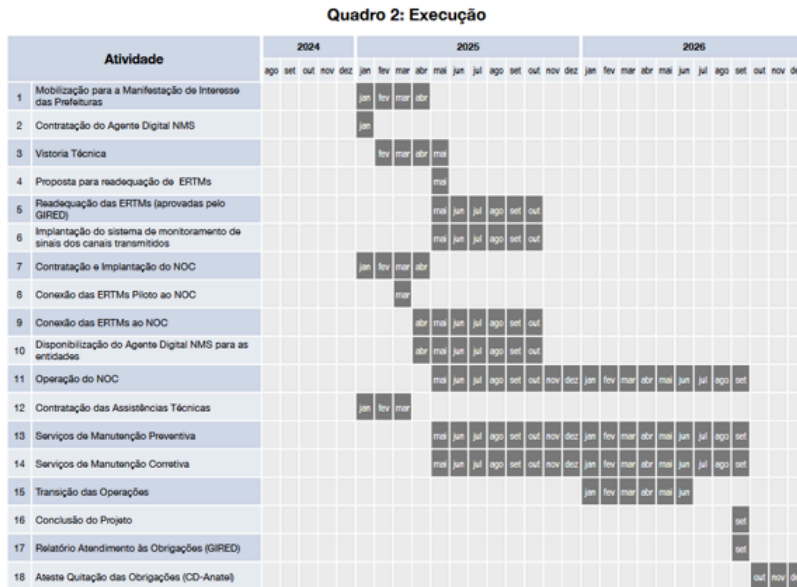 Quadro 2: Execução
Atividade 2024 2025 2026
ago set out nov dez jan fev mar abr mai jun jul ago set out nov dez jan fev mar abr mai jun jul ago set out nov
1 Mobilização para a Manifestação de Interesse
das Prefeituras
jan fev mar abr
2 Contratação do Agente Digital NMS jan
3 Vistoria Técnica fev mar abr mai
4 Proposta para readequação de ERTMs mai
5 Readequação das ERTMs (aprovadas pelo
GIRED)
mai jun jul ago set out
6 Implantação do sistema de monitoramento de
sinais dos canais transmitidos
mai jun jul ago set out
7 Contratação e Implantação do NOC jan fev mar abr
8 Conexão das ERTMs Piloto ao NOC mar
9 Conexão das ERTMs ao NOC abr mai jun jul ago set out
10 Disponibilização do Agente Digital NMS para as
entidades
abr mai jun jul ago set out
11 Operação do NOC mai jun jul ago set out nov dez jan fev mar abr mai jun jul ago set
12 Contratação das Assistências Técnicas jan fev mar
13 Serviços de Manutenção Preventiva mai jun jul ago set out nov dez jan fev mar abr mai jun jul ago set
14 Serviços de Manutenção Corretiva mai jun jul ago set out nov dez jan fev mar abr mai jun jul ago set
15 Transição das Operações jan fev mar abr mai jun
16 Conclusão do Projeto set
17 Relatório Atendimento às Obrigações (GIRED) set
18 Ateste Quitação das Obrigações (CD-Anatel) out nov